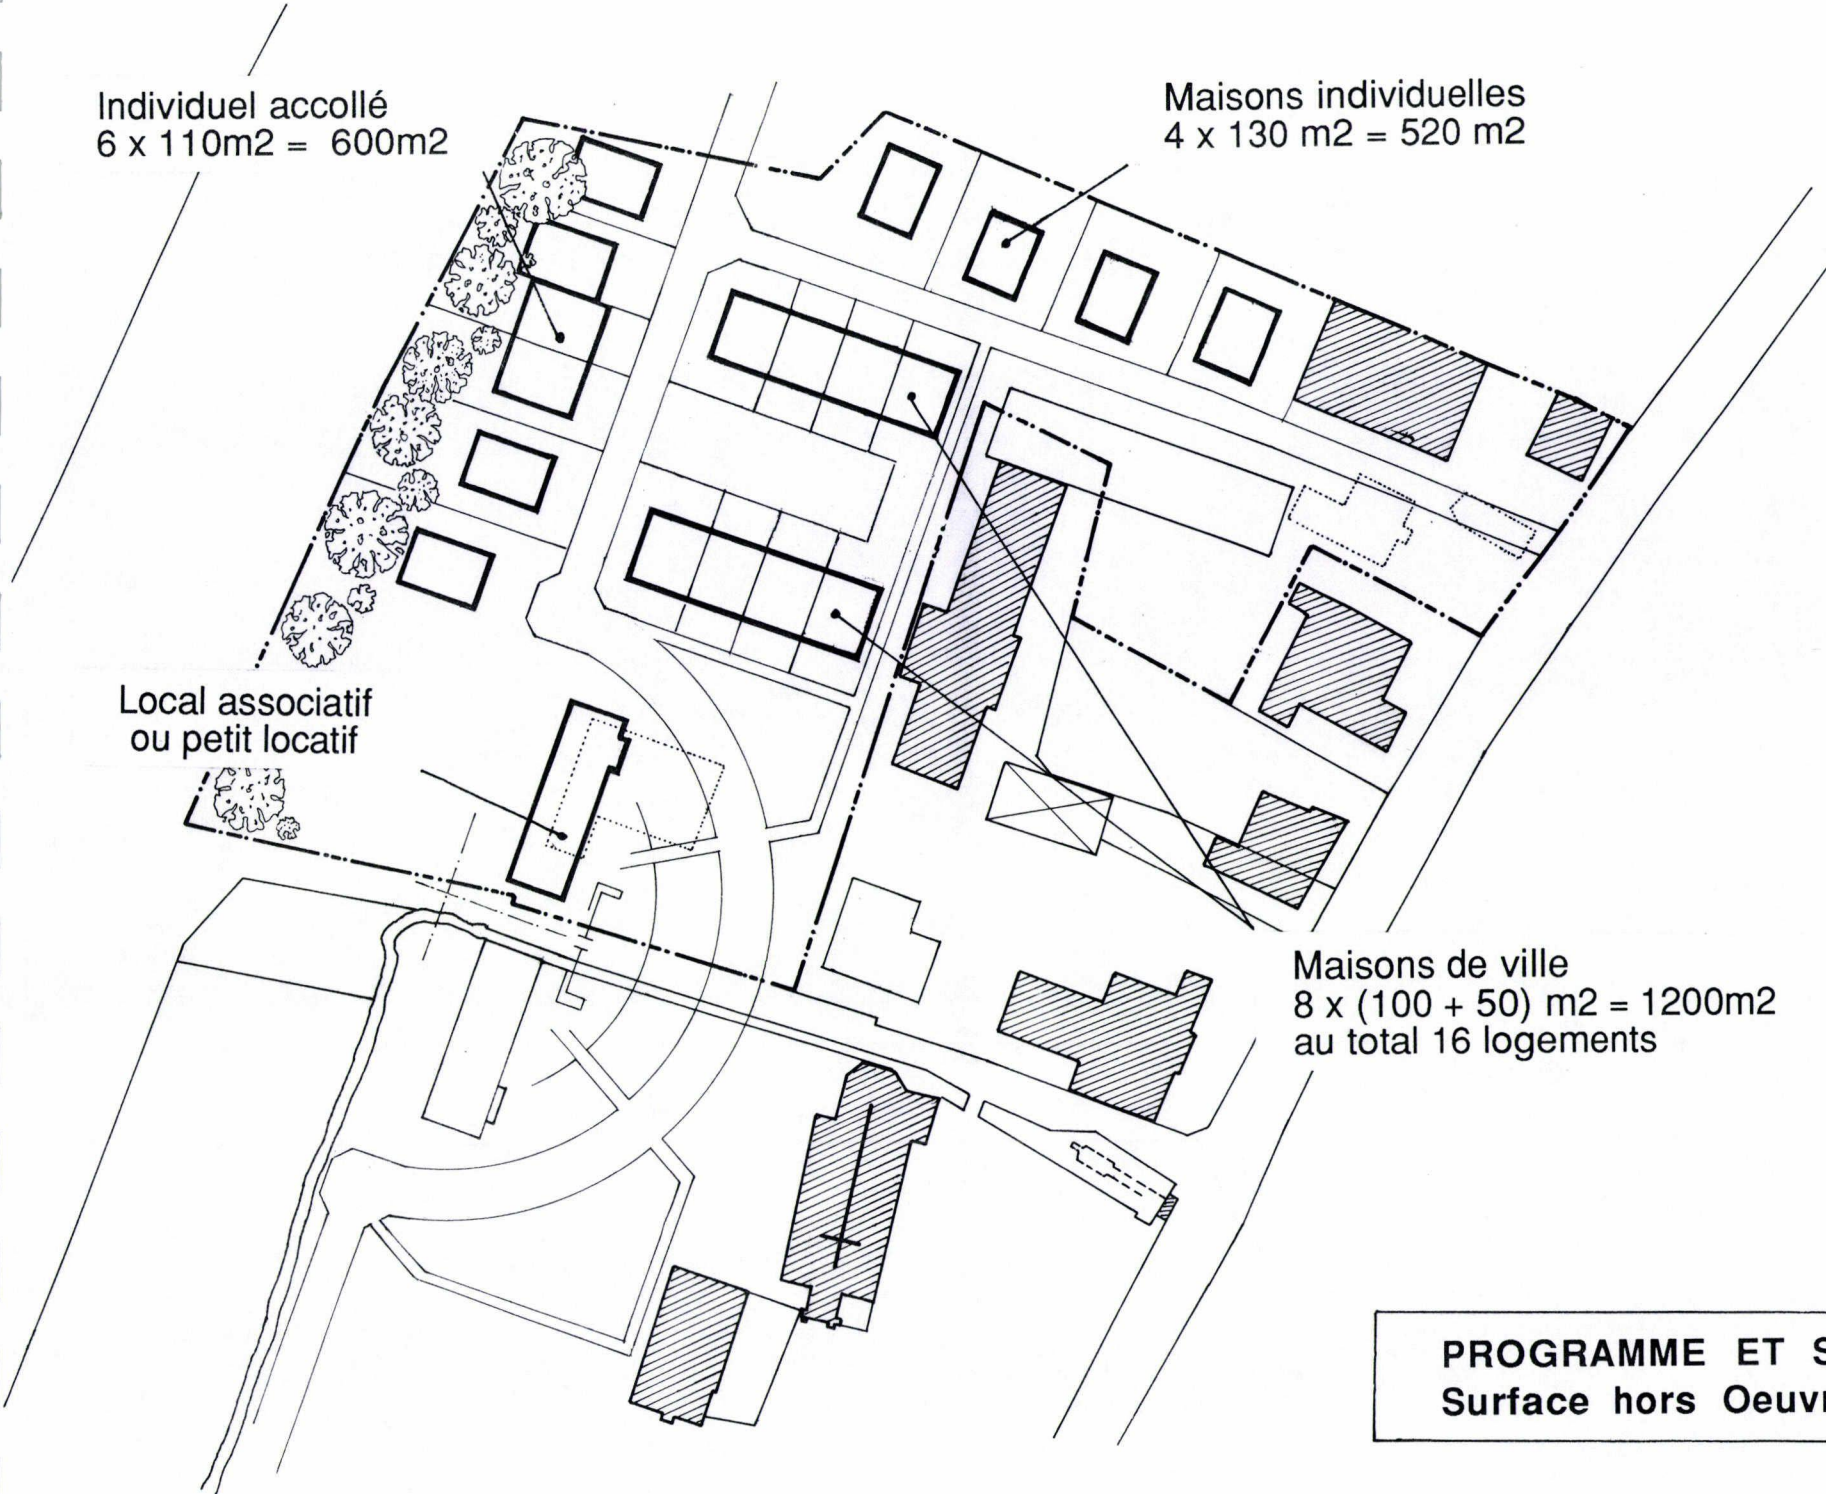 Individuel accollé
6 x 110m2 = 600m2
Maisons individuelles
4 x 130 m2 = 520 m2
Local associatif
ou petit locatif
Maisons de ville
8 x (100 + 50) m2 = 1200m2
au total 16 logements
PROGRAMME ET
Surface hors